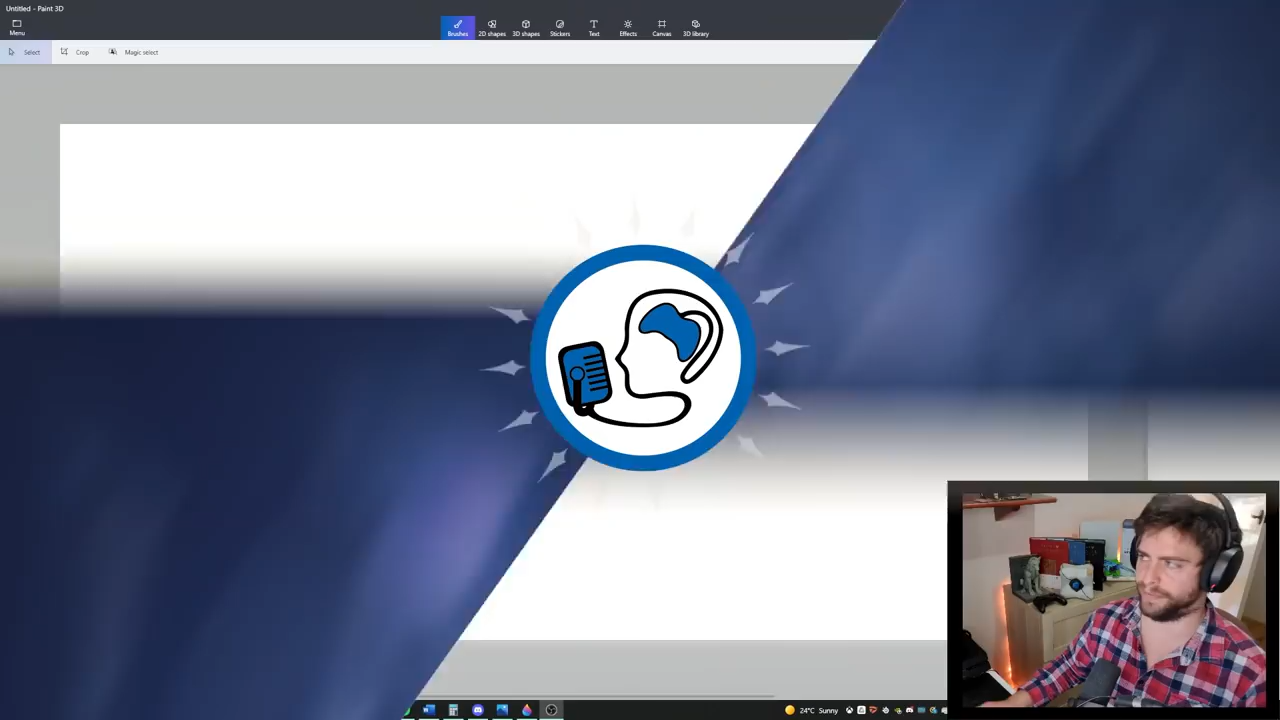 Untitled - Paint 3D
Menu
Brushes
2D shapes
3D shapes
Stickers
Text
Effects
Canvas
3D library
Select
Crop
Magic select
24°C Sunny